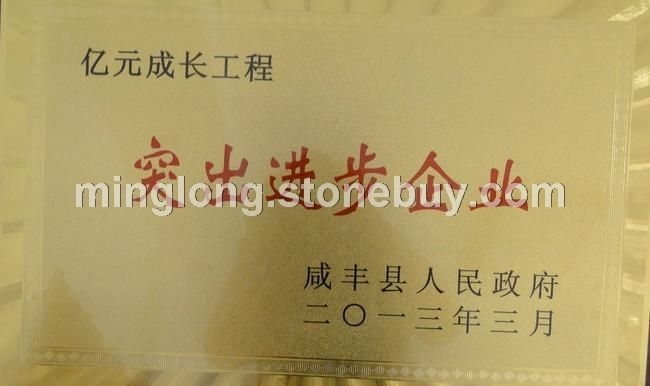 亿元成长工程
突出进步企业
minglong.stonebuy.com
咸丰县人民政府
二〇一三年三月